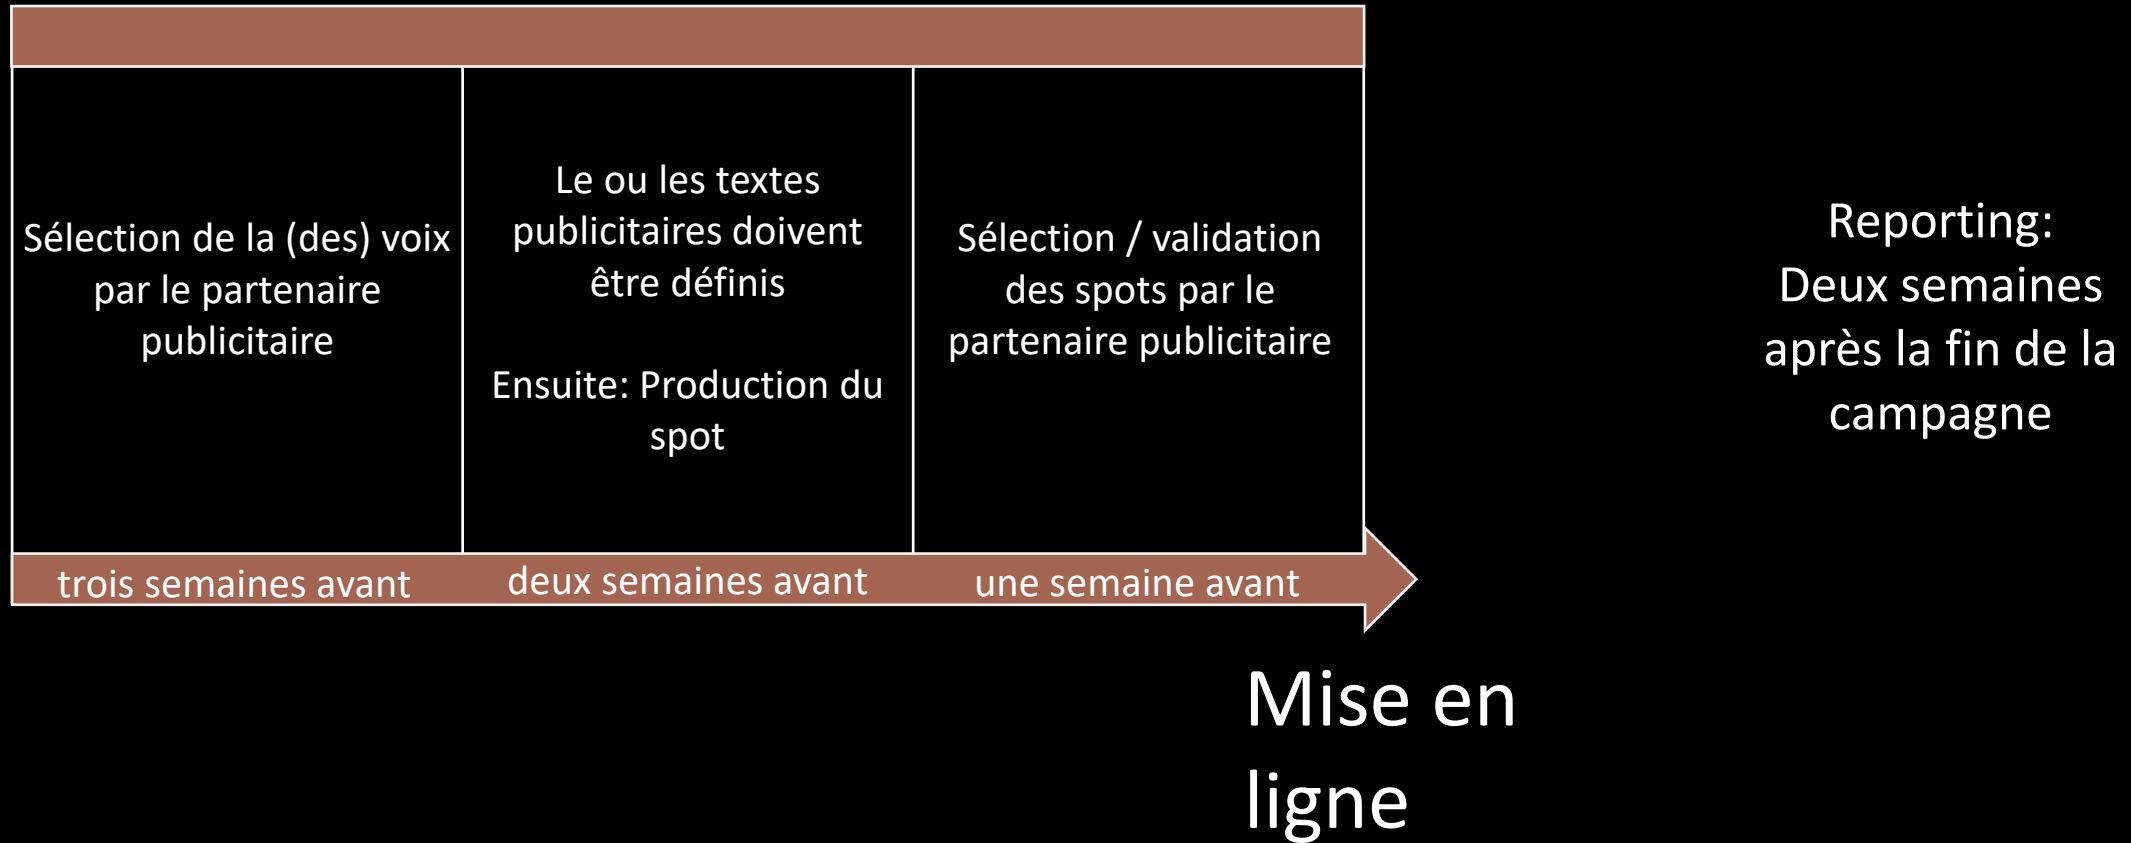 Sélection de la (des) voix
par le partenaire
publicitaire
Le ou les textes
publicitaires doivent
être définis
Ensuite: Production du
spot
Sélection / validation
des spots par le
partenaire publicitaire
trois semaines avant
deux semaines avant
une semaine avant
Mise en
ligne
Reporting:
Deux semaines
après la fin de la
campagne